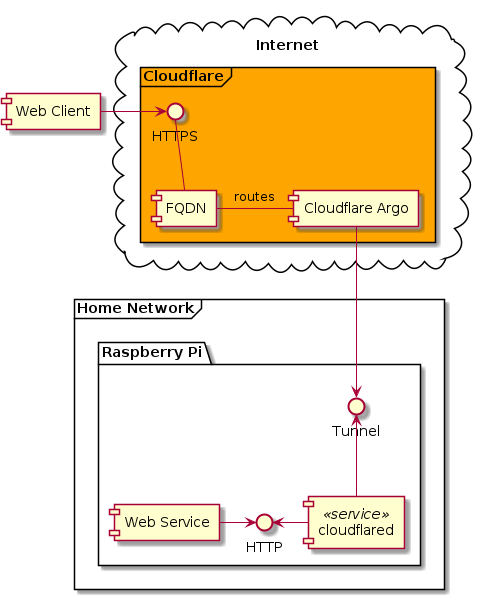 Internet
Cloudflare
Web Client
HTTPS
FQDN
routes
Cloudflare Argo
Home Network
Raspberry Pi
Tunnel
Web Service
HTTP
«service»
cloudflared